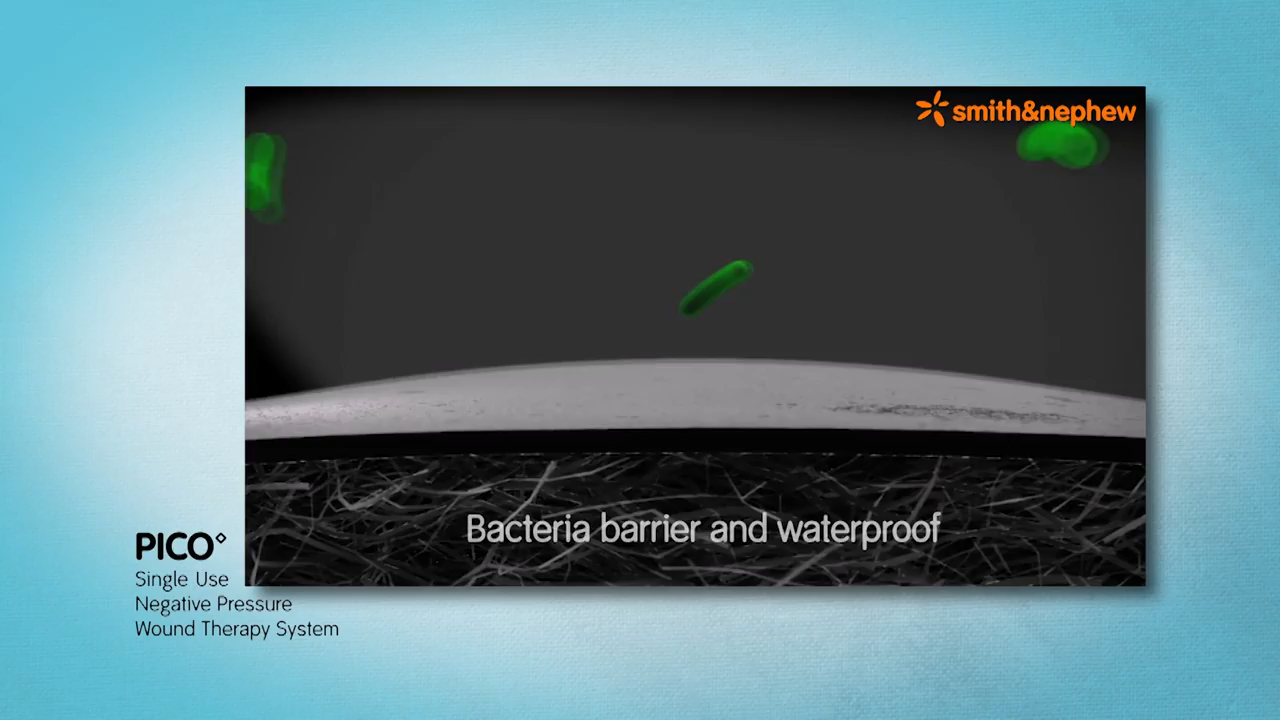 smith&nephew
Bacteria barrier and waterproof
PICO◊
Single Use
Negative Pressure
Wound Therapy System